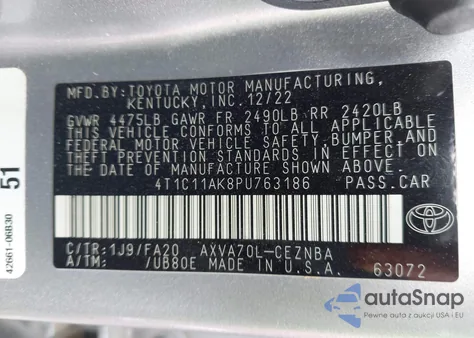 MFD.BY: TOYOTA MOTOR MANUFACTURING,
KENTUCKY,INC.12/22
GVWR 4475LB GAWR FR 2490LB RR 2420LB
THIS VEHICLE CONFORMS TO ALL APPLICABLE
FEDERAL MOTOR VEHICLE SAFETY,BUMPER AND
THEFT PREVENTION STANDARDS IN EFFECT ON
THE DATE OF MANUFACTURE SHOWN ABOVE.
4T1C11AK8PU763186 PASS.CAR
C/TR:1J9/FA20 AXVA70L-CEZNBA
A/TM: /UB80E MADE IN U.S.A. 63072
TOYOTA
51
42661-06B30
autoSnap
Pewne auto z aukcji USA i EU